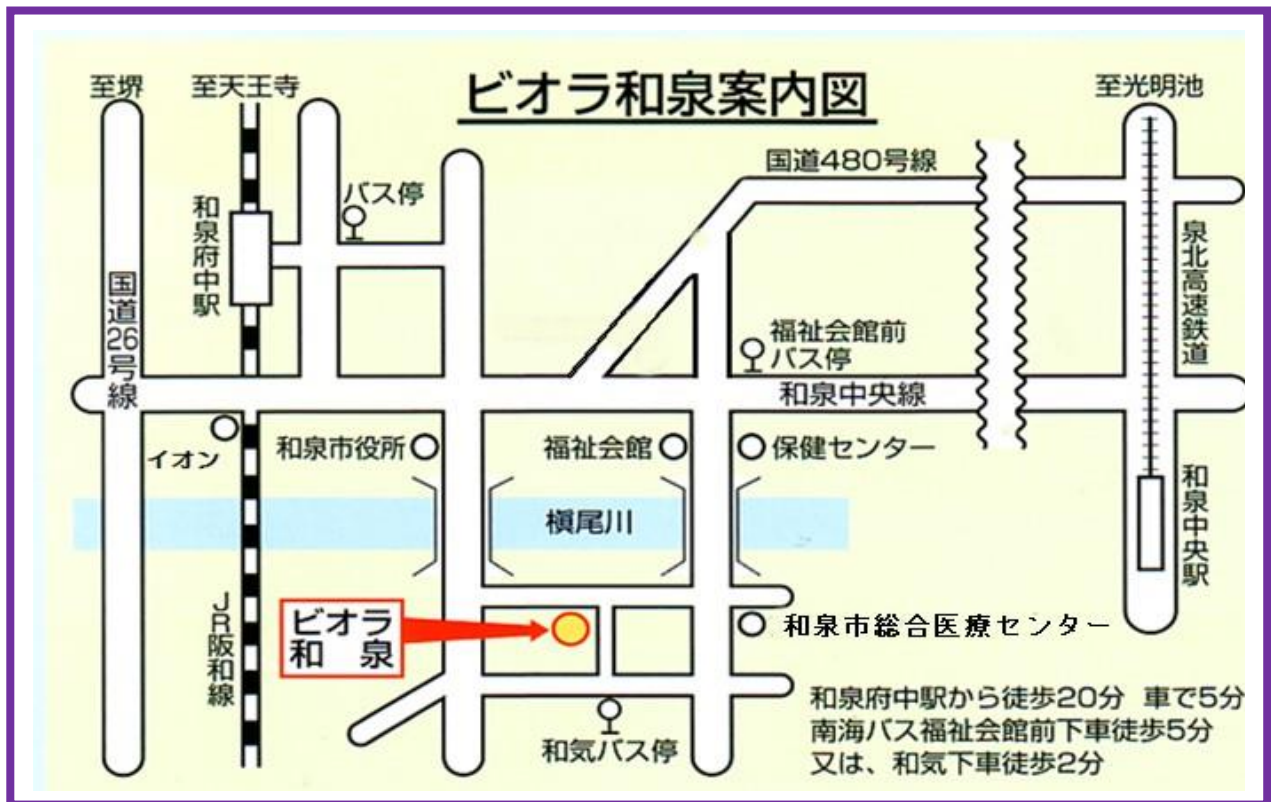 ビオラ和泉案内図
至堺
至天王寺
至光明池
国道480号線
バス停
和泉府中駅
国道26号線
泉北高速鉄道
福祉会館前
バス停
和泉中央線
イオン
和泉市役所
福祉会館
保健センター
槇尾川
和泉中央駅
JR阪和線
ビオラ
和 泉
和泉市総合医療センター
和気バス停
和泉府中駅から徒歩20分 車で5分
南海バス福祉会館前下車徒歩5分
又は、和気下車徒歩2分